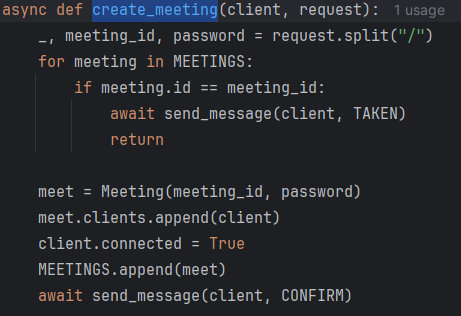 async def create_meeting(client, request): 1 usage
    _, meeting_id, password = request.split("/")
    for meeting in MEETINGS:
        if meeting.id == meeting_id:
            await send_message(client, TAKEN)
            return
    meet = Meeting(meeting_id, password)
    meet.clients.append(client)
    client.connected = True
    MEETINGS.append(meet)
    await send_message(client, CONFIRM)